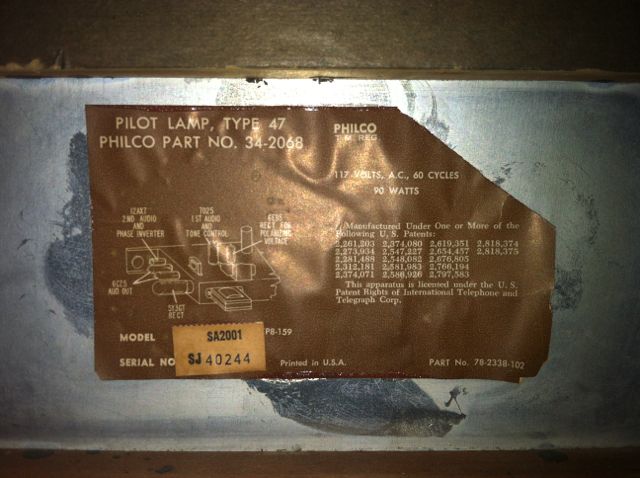 PILOT LAMP, TYPE 47
PHILCO PART NO. 34-2068
PHILCO
T.M. REG.
117 VOLTS, A.C., 60 CYCLES
90 WATTS
12AX7
2ND AUDIO
AND
PHASE INVERTER
7025
1ST AUDIO
AND
TONE CONTROL
RECT FOR
POLARIZING
VOLTAGE
AUD OUT
5Y3GT
RECT
Manufactured Under One or More of the
Following U. S. Patents:
2,261,203 2,374,080 2,619,351 2,818,374
2,273,934 2,547,227 2,654,457 2,818,375
2,281,488 2,548,082 2,676,805
2,312,181 2,581,983 2,766,194
2,374,071 2,588,926 2,797,583
This apparatus is licensed under the U. S.
Patent Rights of International Telephone and
Telegraph Corp.
MODEL SA2001 P8-159
SERIAL NO SJ 40244 Printed in U.S.A. PART No. 78-2338-102